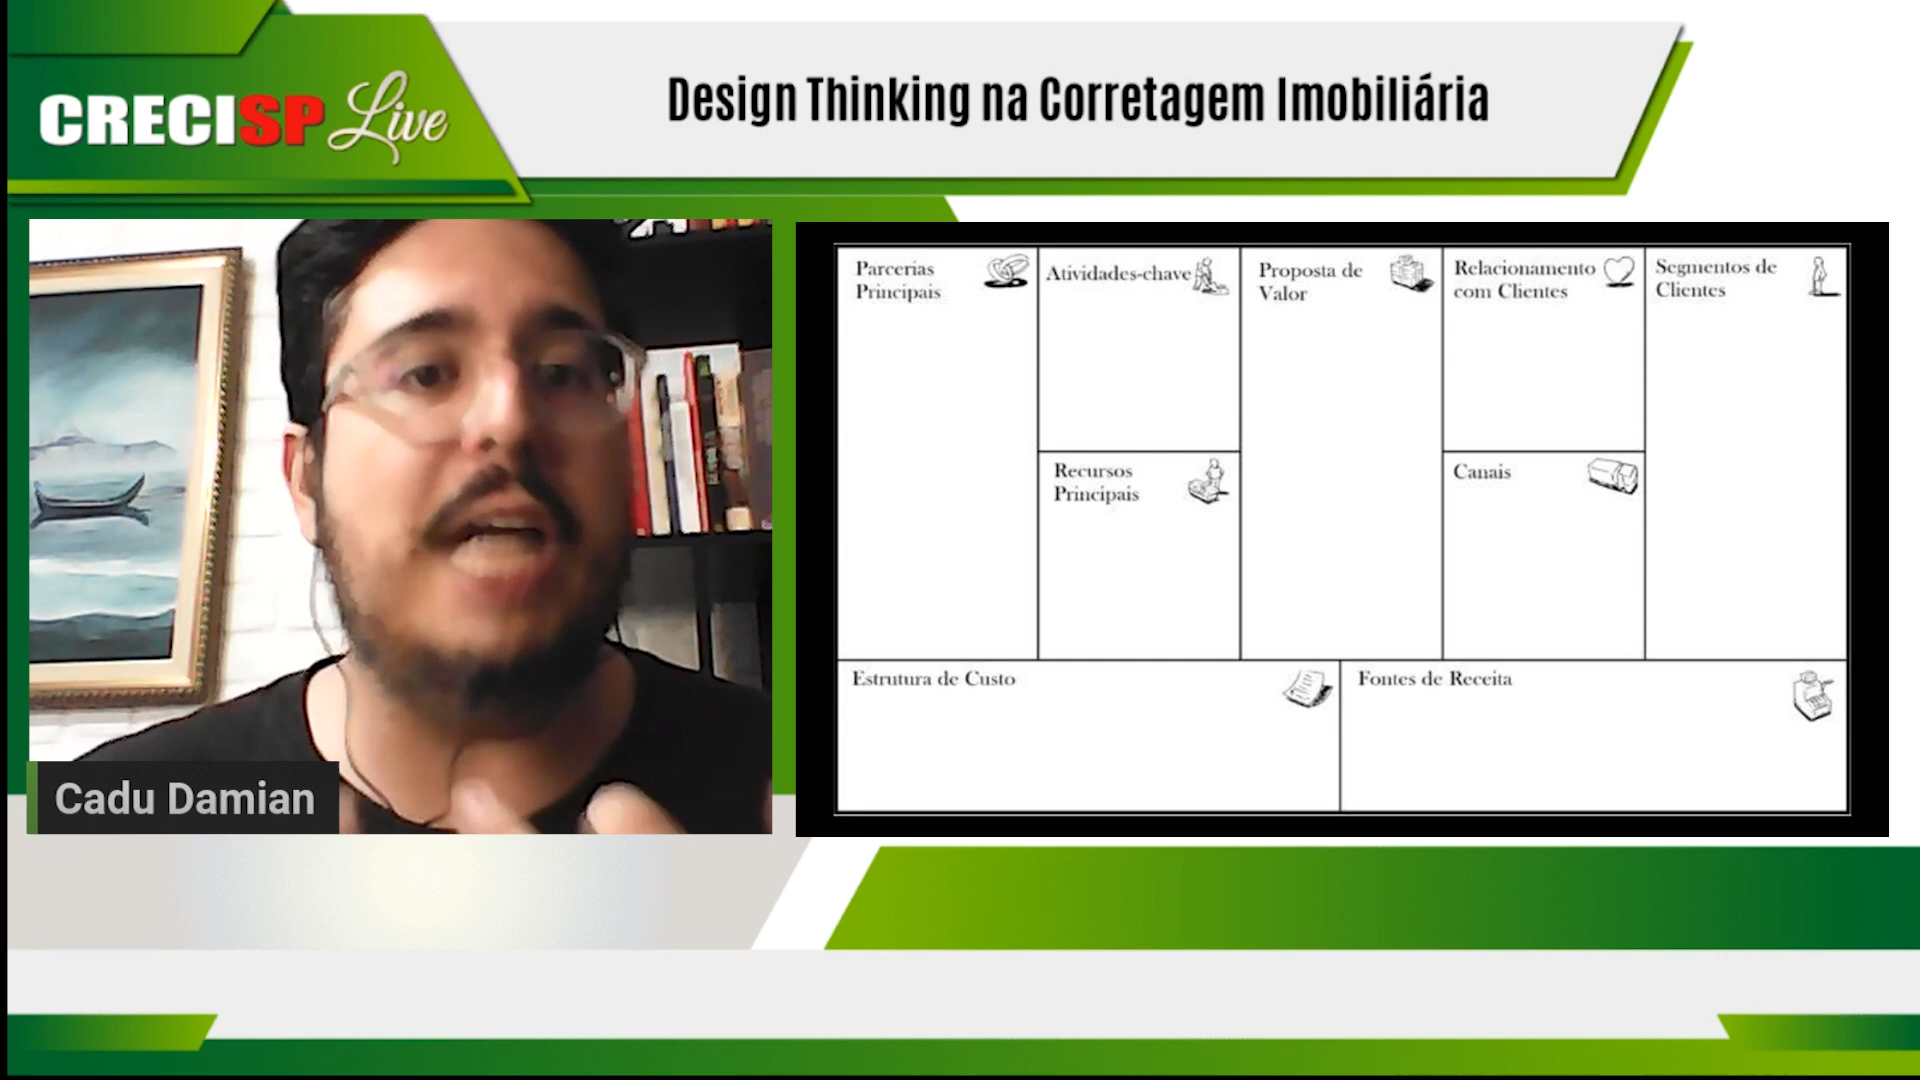 CRECISP Live
Design Thinking na Corretagem Imobiliária
Cadu Damian
Parcerias
Principais
Atividades-chave
Recursos
Principais
Proposta de
Valor
Relacionamento
com Clientes
Canais
Segmentos de
Clientes
Estrutura de Custo
Fontes de Receita